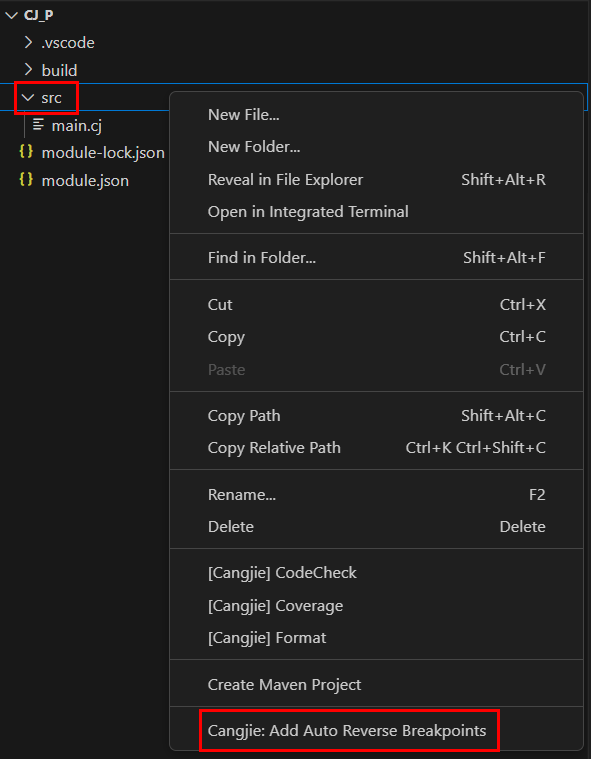 CJ_P
.vscode
build
src
main.cj
module-lock.json
module.json
New File...
New Folder...
Reveal in File Explorer Shift+Alt+R
Open in Integrated Terminal
Find in Folder... Shift+Alt+F
Cut Ctrl+X
Copy Ctrl+C
Paste Ctrl+V
Copy Path Shift+Alt+C
Copy Relative Path Ctrl+K Ctrl+Shift+C
Rename... F2
Delete Delete
[Cangjie] CodeCheck
[Cangjie] Coverage
[Cangjie] Format
Create Maven Project
Cangjie: Add Auto Reverse Breakpoints